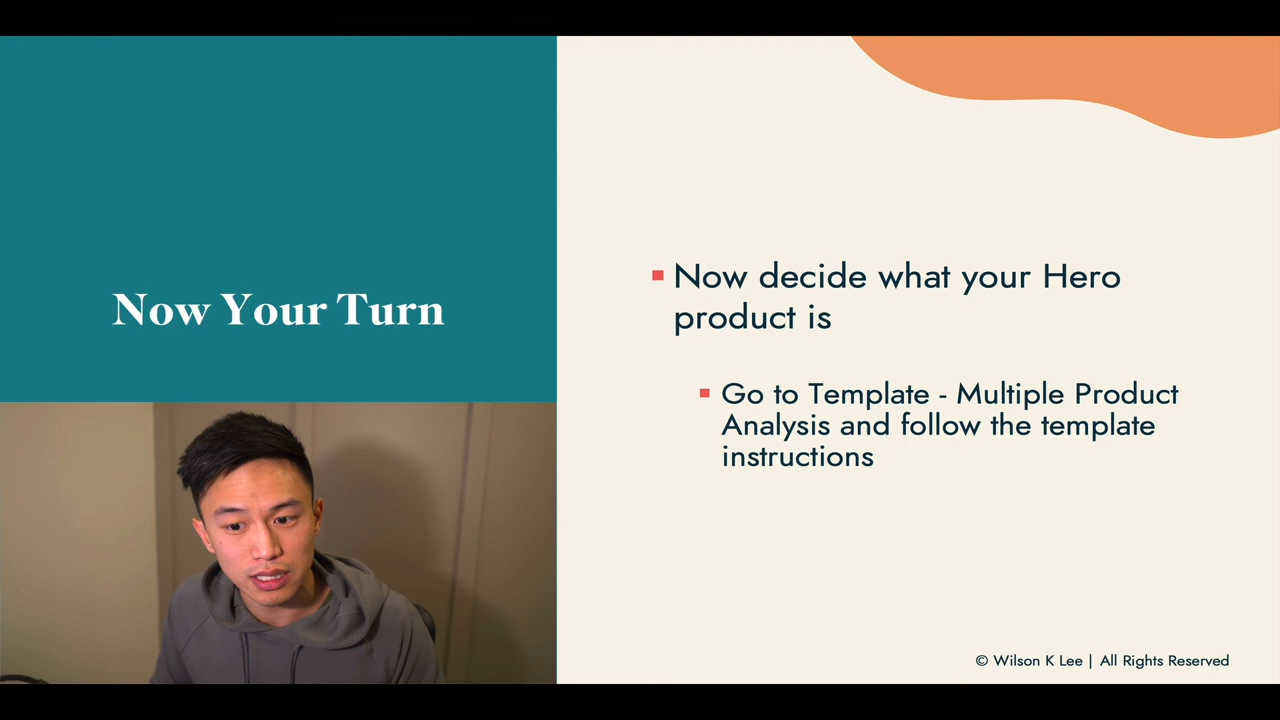 Now Your Turn
Now decide what your Hero
product is
Go to Template - Multiple Product
Analysis and follow the template
instructions
© Wilson K Lee | All Rights Reserved